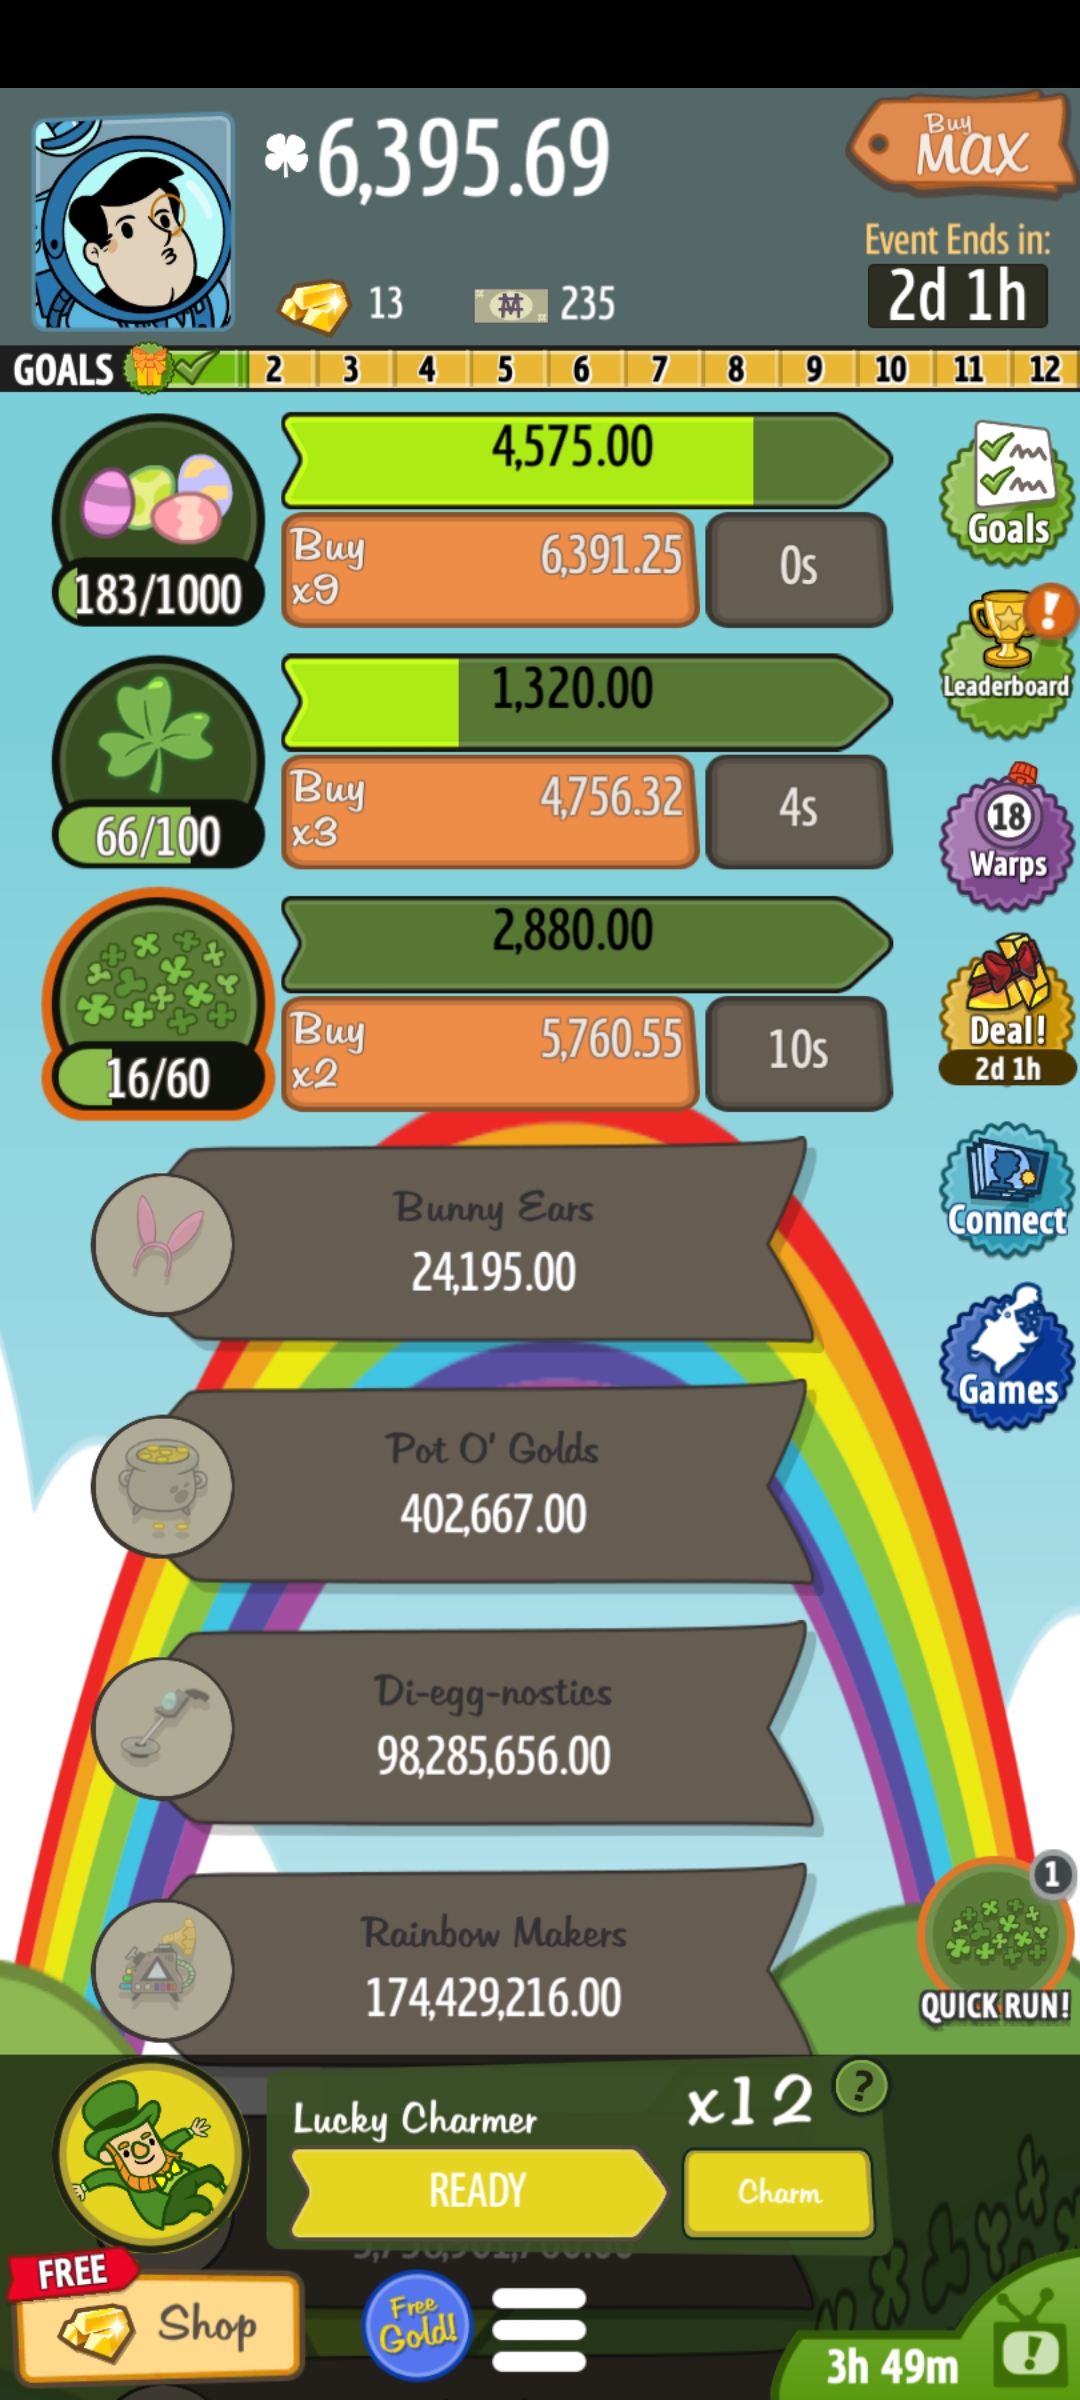 6,395.69
Buy
MAX
Event Ends in:
2d 1h
13
235
GOALS 2 3 4 5 6 7 8 9 10 11 12
4,575.00
Buy
x9
6,391.25
0s
183/1000
Goals
1,320.00
Buy
x3
4,756.32
4s
66/100
!
Leaderboard
18
Warps
2,880.00
Buy
x2
5,760.55
10s
16/60
Deal!
2d 1h
Bunny Ears
24,195.00
Connect
Games
Pot O' Golds
402,667.00
Di-egg-nostics
98,285,656.00
Rainbow Makers
174,429,216.00
1
QUICK RUN!
Lucky Charmer
x12
?
READY
Charm
FREE
Shop
Free
Gold!
3h 49m
!